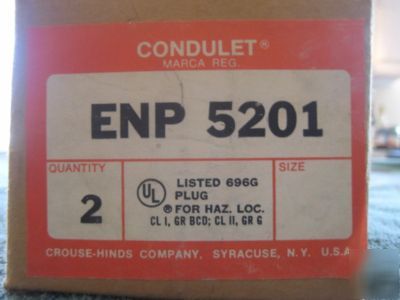 CONDULET®
MARCA REG.
ENP 5201
QUANTITY
2
UL
®
LISTED 696G
PLUG
FOR HAZ. LOC.
CL I, GR BCD; CL II, GR G
SIZE
CROUSE-HINDS COMPANY, SYRACUSE, N.Y. U.S.A